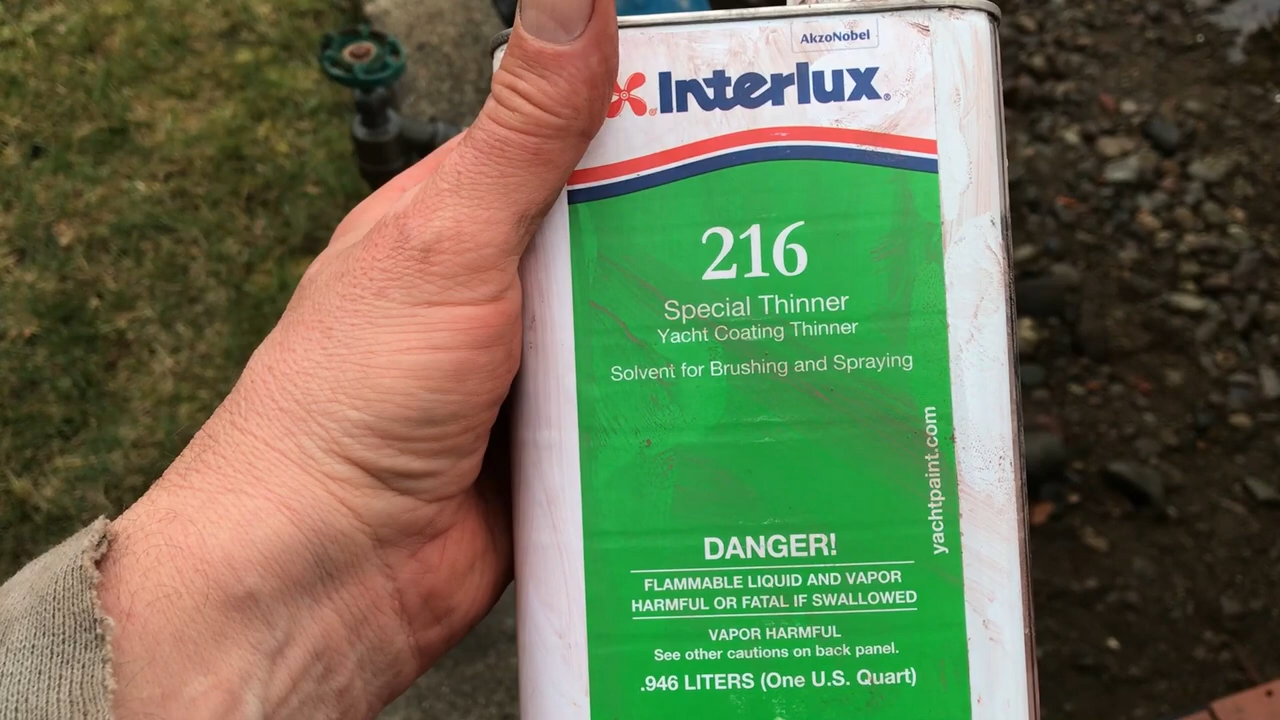 AkzoNobel
Interlux®
216
Special Thinner
Yacht Coating Thinner
Solvent for Brushing and Spraying
yachtpaint.com
DANGER!
FLAMMABLE LIQUID AND VAPOR
HARMFUL OR FATAL IF SWALLOWED
VAPOR HARMFUL
See other cautions on back panel.
.946 LITERS (One U.S. Quart)